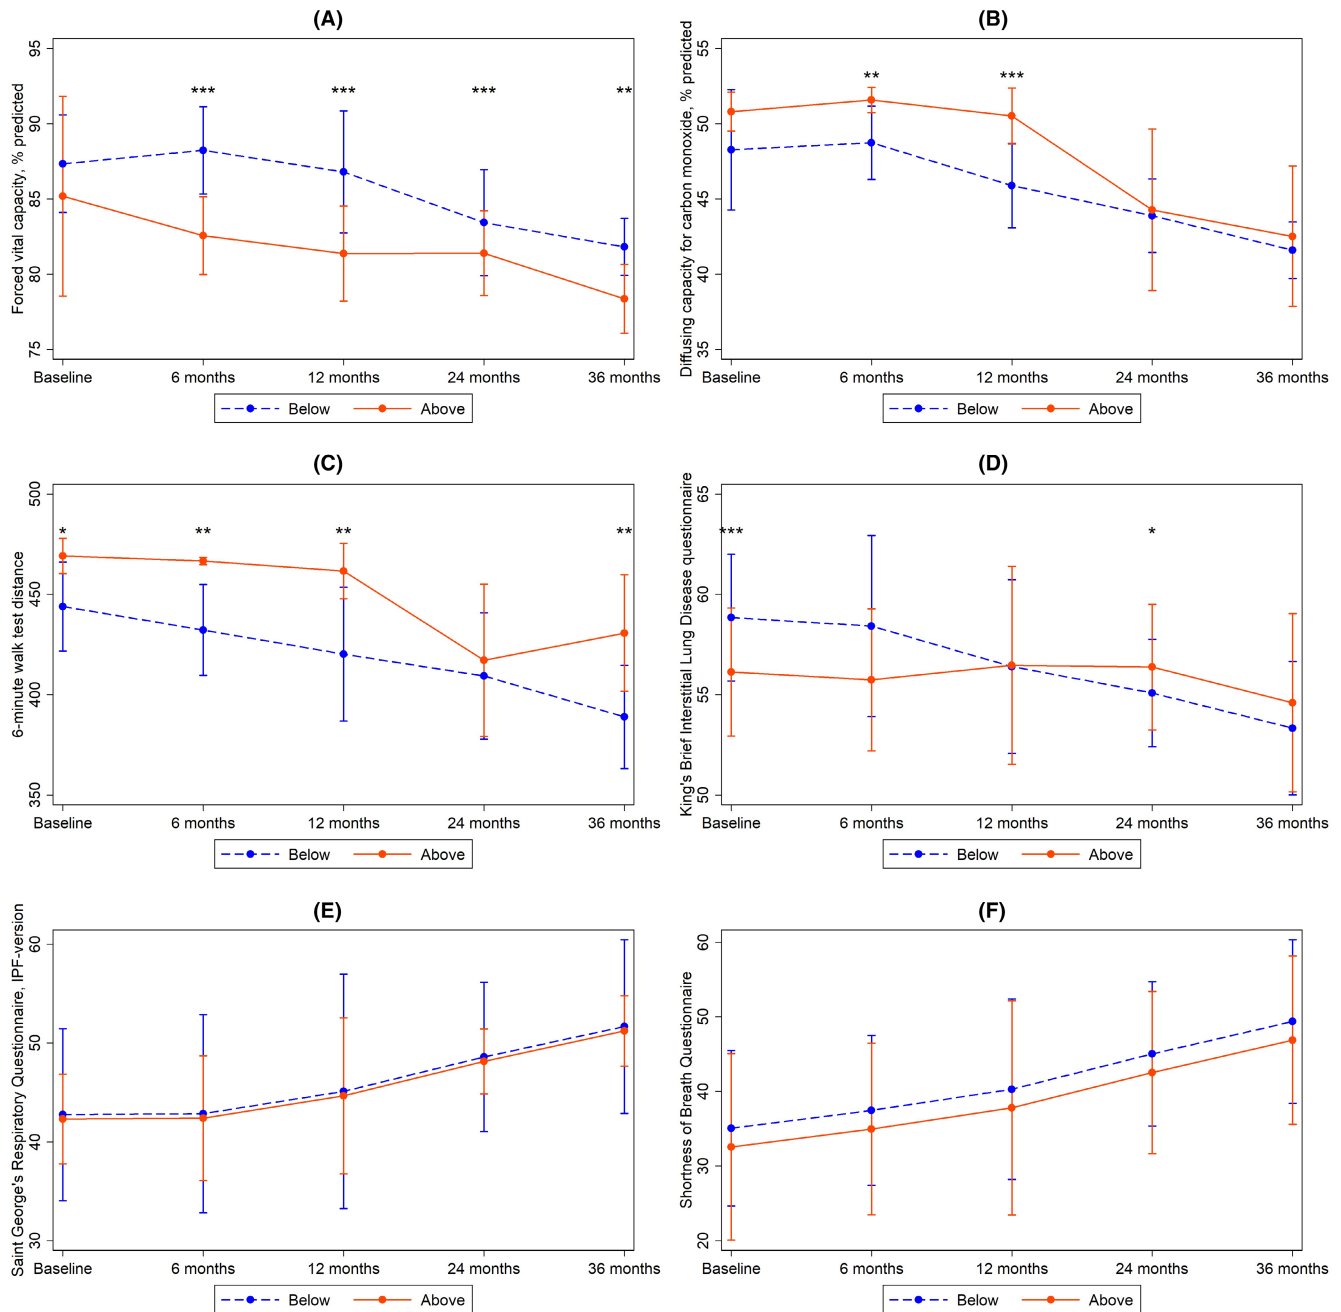 (A)
Forced vital capacity, % predicted
95
90
85
80
75
*** *** *** **
Baseline 6 months 12 months 24 months 36 months
Below Above
(B)
Diffusing capacity for carbon monoxide, % predicted
55
50
45
40
35
** ***
Baseline 6 months 12 months 24 months 36 months
Below Above
(C)
6-minute walk test distance
500
450
400
350
* ** ** **
Baseline 6 months 12 months 24 months 36 months
Below Above
(D)
King's Brief Interstitial Lung Disease questionnaire
65
60
55
50
*** *
Baseline 6 months 12 months 24 months 36 months
Below Above
(E)
Saint George's Respiratory Questionnaire, IPF-version
60
50
40
30
Baseline 6 months 12 months 24 months 36 months
Below Above
(F)
Shortness of Breath Questionnaire
60
50
40
30
20
Baseline 6 months 12 months 24 months 36 months
Below Above